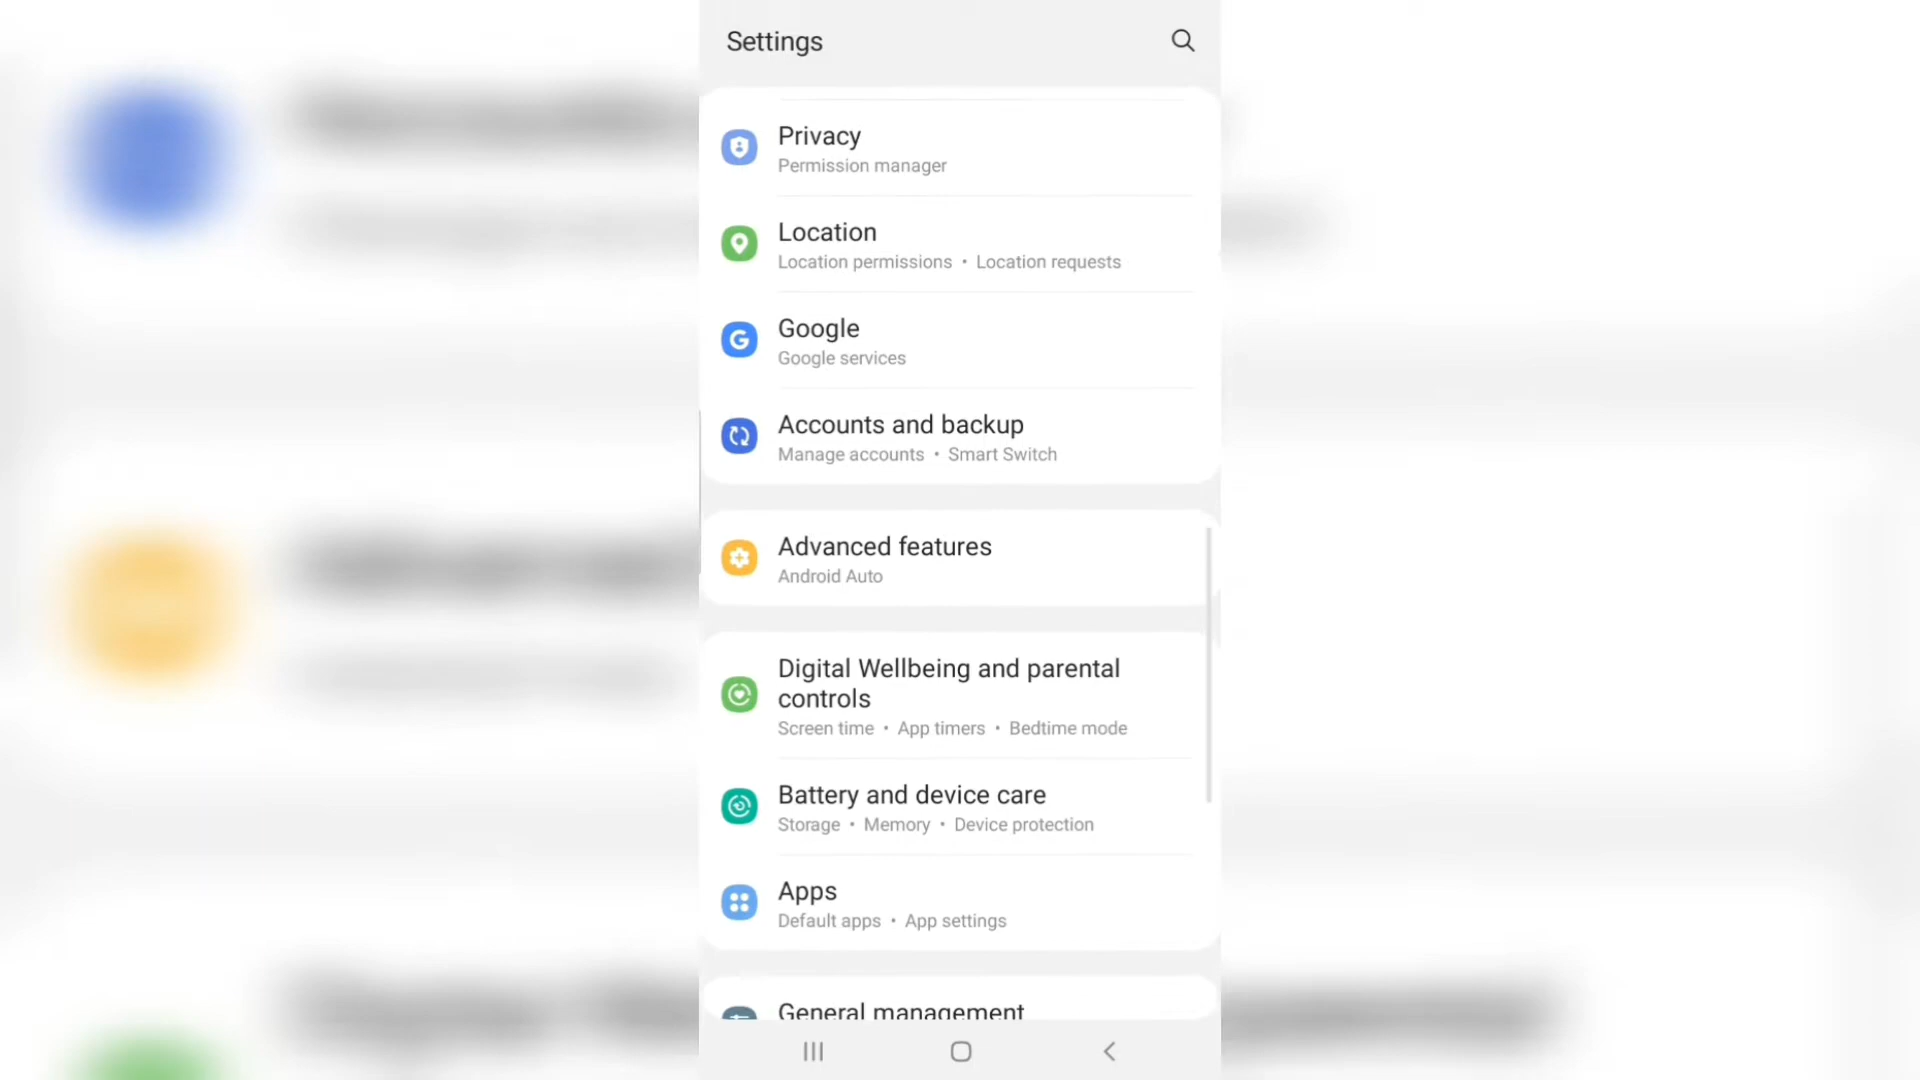 Settings
Privacy
Permission manager
Location
Location permissions • Location requests
Google
Google services
Accounts and backup
Manage accounts • Smart Switch
Advanced features
Android Auto
Digital Wellbeing and parental
controls
Screen time • App timers • Bedtime mode
Battery and device care
Storage • Memory • Device protection
Apps
Default apps • App settings
General management